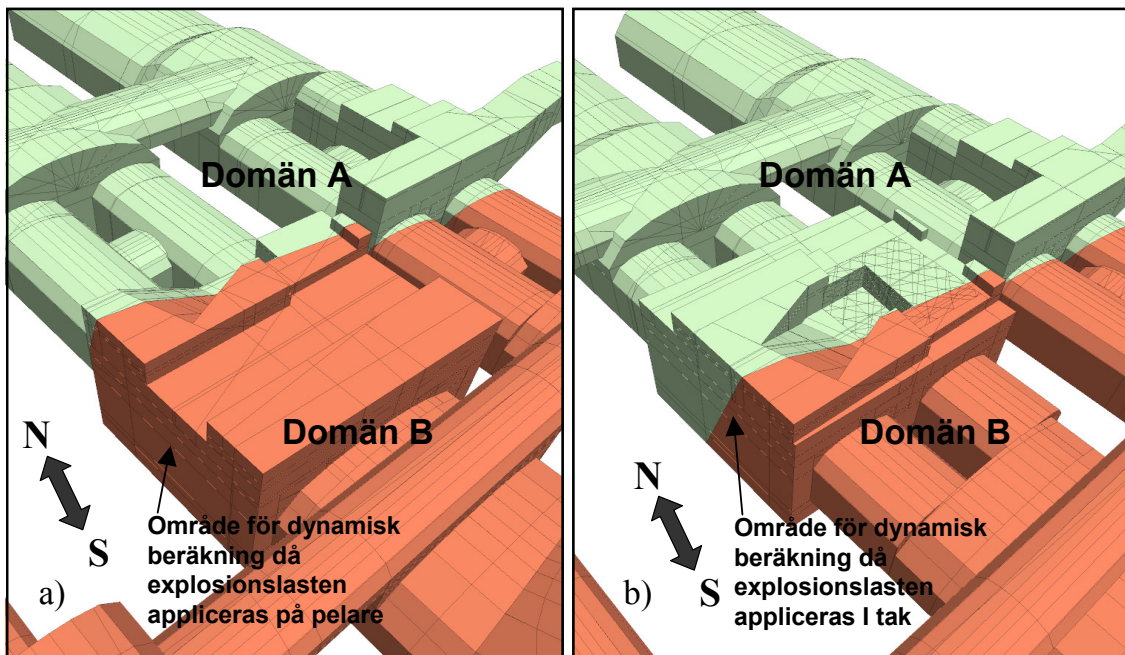 Domän A
Domän B
N
S
Område för dynamisk
beräkning då
explosionslasten
appliceras på pelare
a)
Domän A
Domän B
N
S
Område för dynamisk
beräkning då
explosionslasten
appliceras I tak
b)